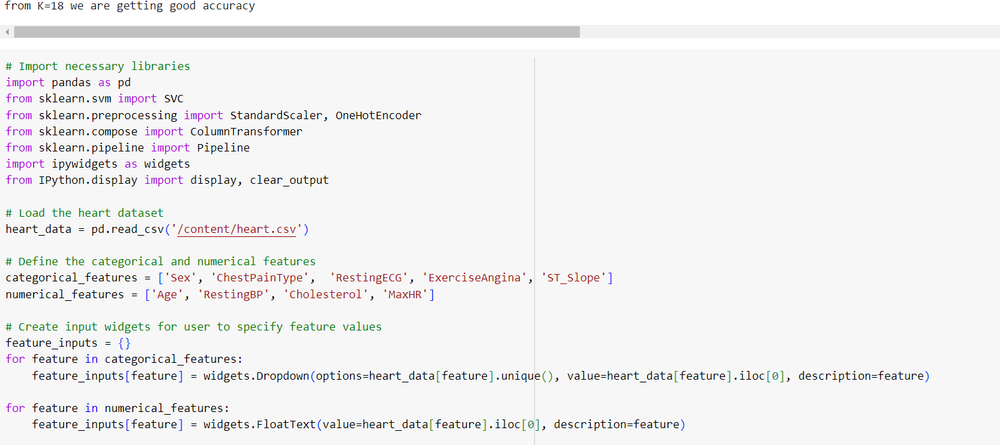 from K=18 we are getting good accuracy
# Import necessary libraries
import pandas as pd
from sklearn.svm import SVC
from sklearn.preprocessing import StandardScaler, OneHotEncoder
from sklearn.compose import ColumnTransformer
from sklearn.pipeline import Pipeline
import ipywidgets as widgets
from IPython.display import display, clear_output
# Load the heart dataset
heart_data = pd.read_csv('/content/heart.csv')
# Define the categorical and numerical features
categorical_features = ['Sex', 'ChestPainType',  'RestingECG', 'ExerciseAngina', 'ST_Slope']
numerical_features = ['Age', 'RestingBP', 'Cholesterol', 'MaxHR']
# Create input widgets for user to specify feature values
feature_inputs = {}
for feature in categorical_features:
    feature_inputs[feature] = widgets.Dropdown(options=heart_data[feature].unique(), value=heart_data[feature].iloc[0], description=feature)
for feature in numerical_features:
    feature_inputs[feature] = widgets.FloatText(value=heart_data[feature].iloc[0], description=feature)